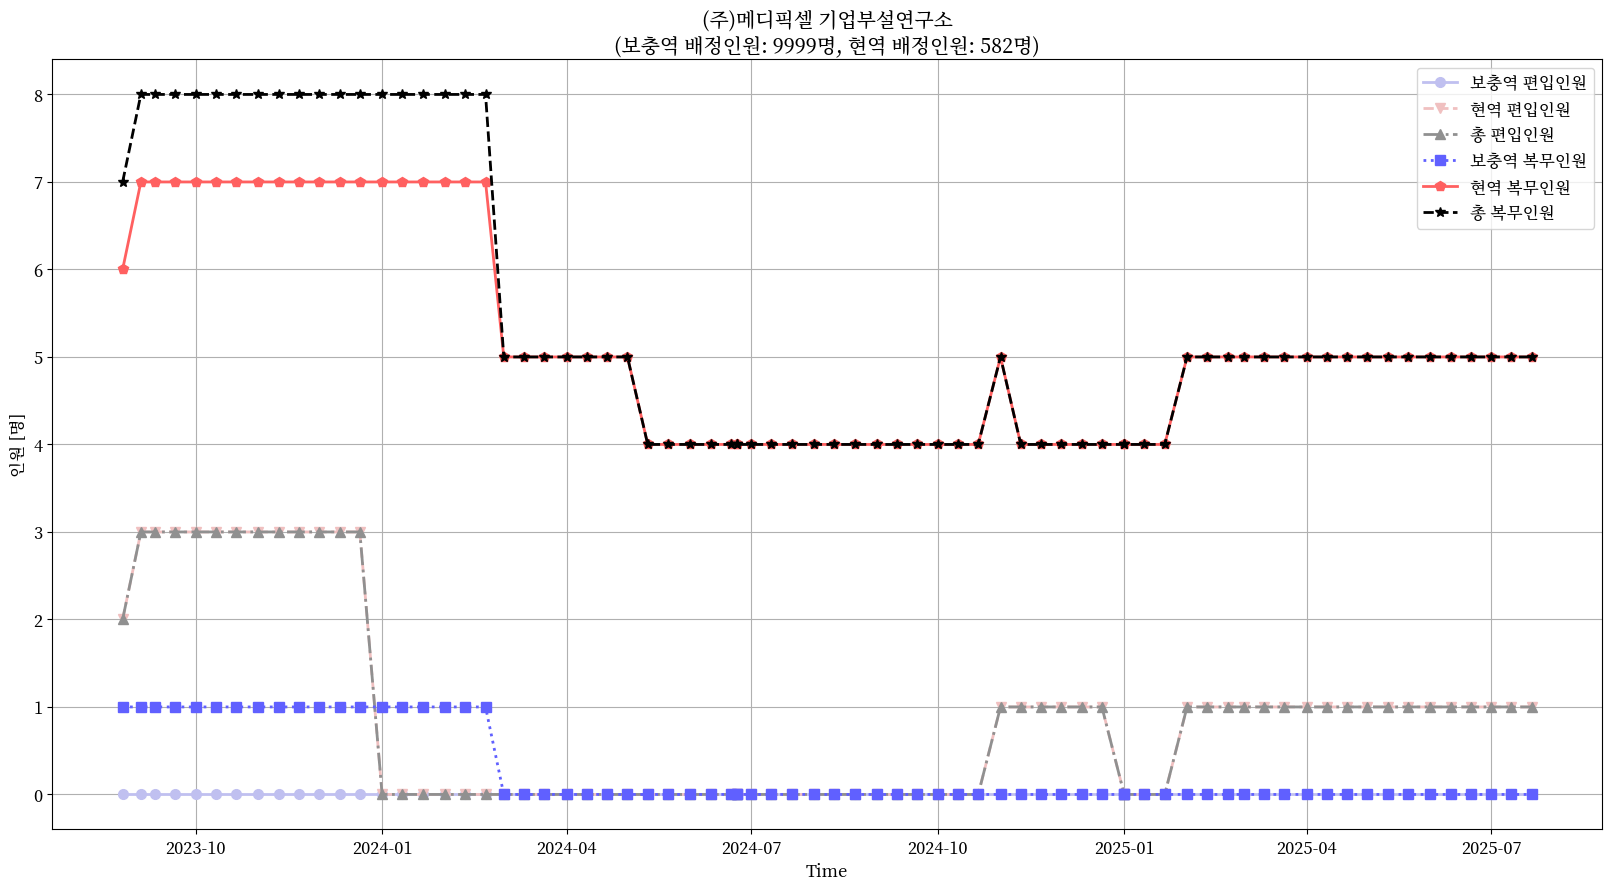 (주)메디픽셀 기업부설연구소
(보충역 배정인원: 9999명, 현역 배정인원: 582명)
보충역 편입인원
현역 편입인원
총 편입인원
보충역 복무인원
현역 복무인원
총 복무인원
인원 [명]
8
7
6
5
4
3
2
1
0
2023-10
2024-01
2024-04
2024-07
2024-10
2025-01
2025-04
2025-07
Time